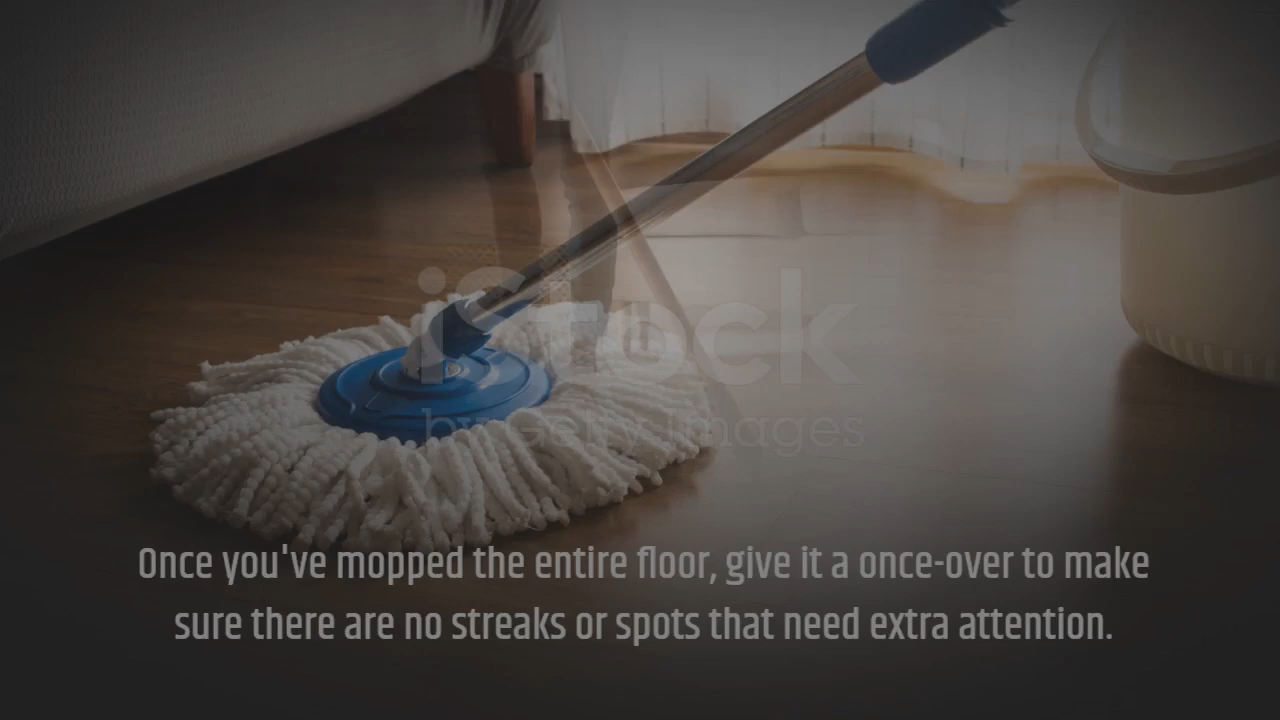 iStock
by Getty Images
Once you've mopped the entire floor, give it a once-over to make
sure there are no streaks or spots that need extra attention.